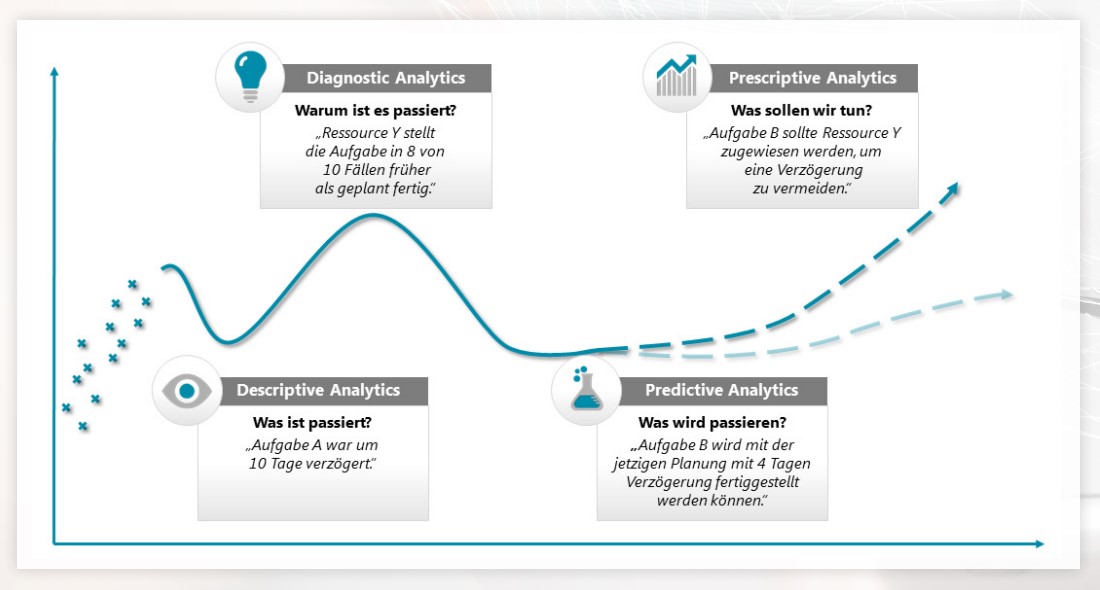 Diagnostic Analytics
Warum ist es passiert?
„Ressource Y stellt
die Aufgabe in 8 von
10 Fällen früher
als geplant fertig.“
Prescriptive Analytics
Was sollen wir tun?
„Aufgabe B sollte Ressource Y
zugewiesen werden, um
eine Verzögerung
zu vermeiden.“
Descriptive Analytics
Was ist passiert?
„Aufgabe A war um
10 Tage verzögert.“
Predictive Analytics
Was wird passieren?
„Aufgabe B wird mit der
jetzigen Planung mit 4 Tagen
Verzögerung fertiggestellt
werden können.“